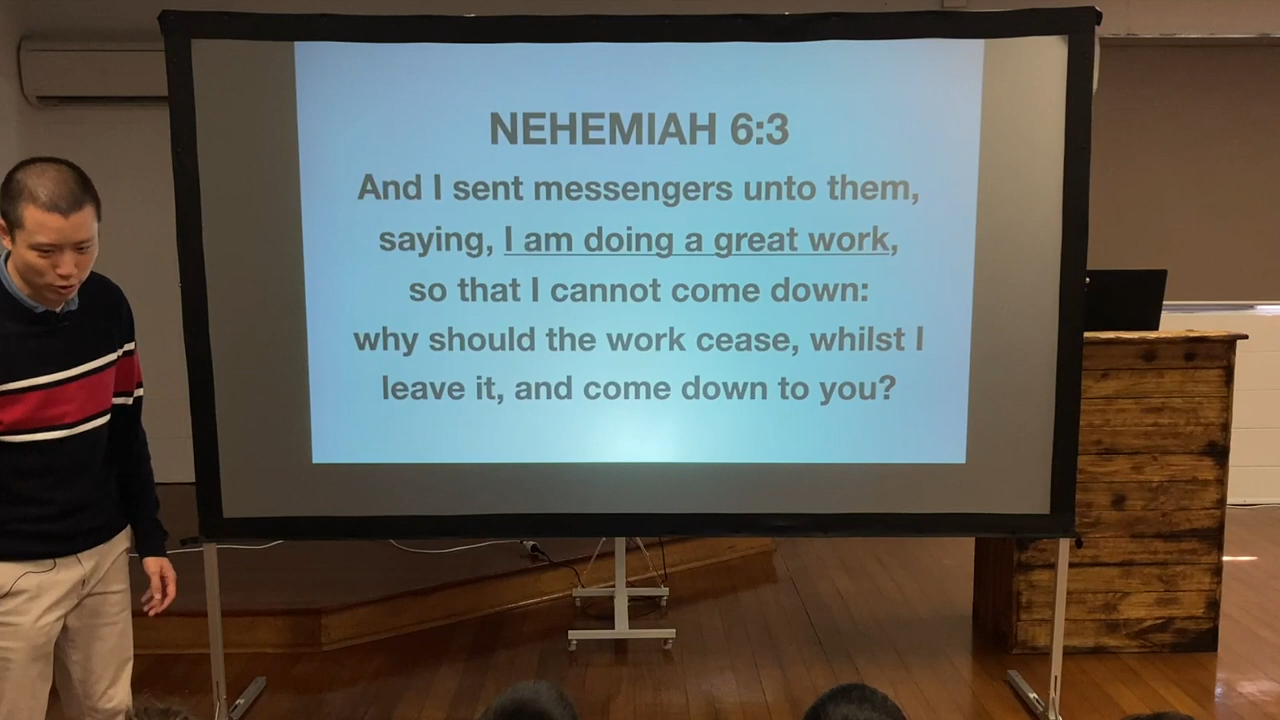 NEHEMIAH 6:3
And I sent messengers unto them,
saying, I am doing a great work,
so that I cannot come down:
why should the work cease, whilst I
leave it, and come down to you?